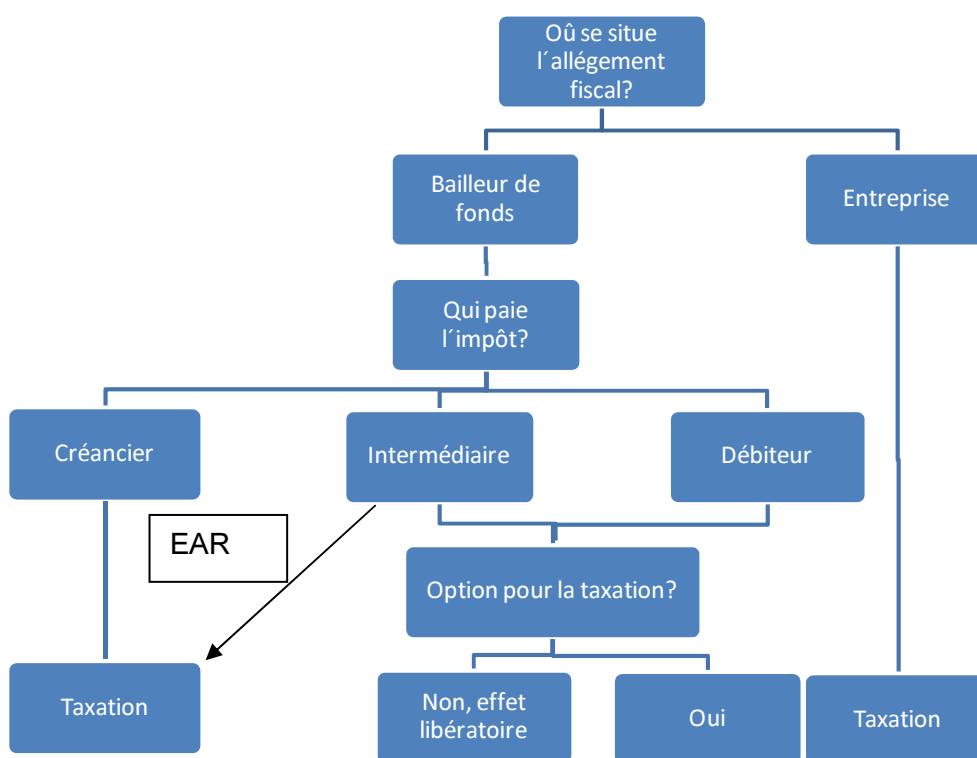 Oû se situe
l´allégement
fiscal?
Bailleur de
fonds
Entreprise
Qui paie
l´impôt?
Créancier
Intermédiaire
Débiteur
EAR
Option pour la taxation?
Taxation
Non, effet
libératoire
Oui
Taxation